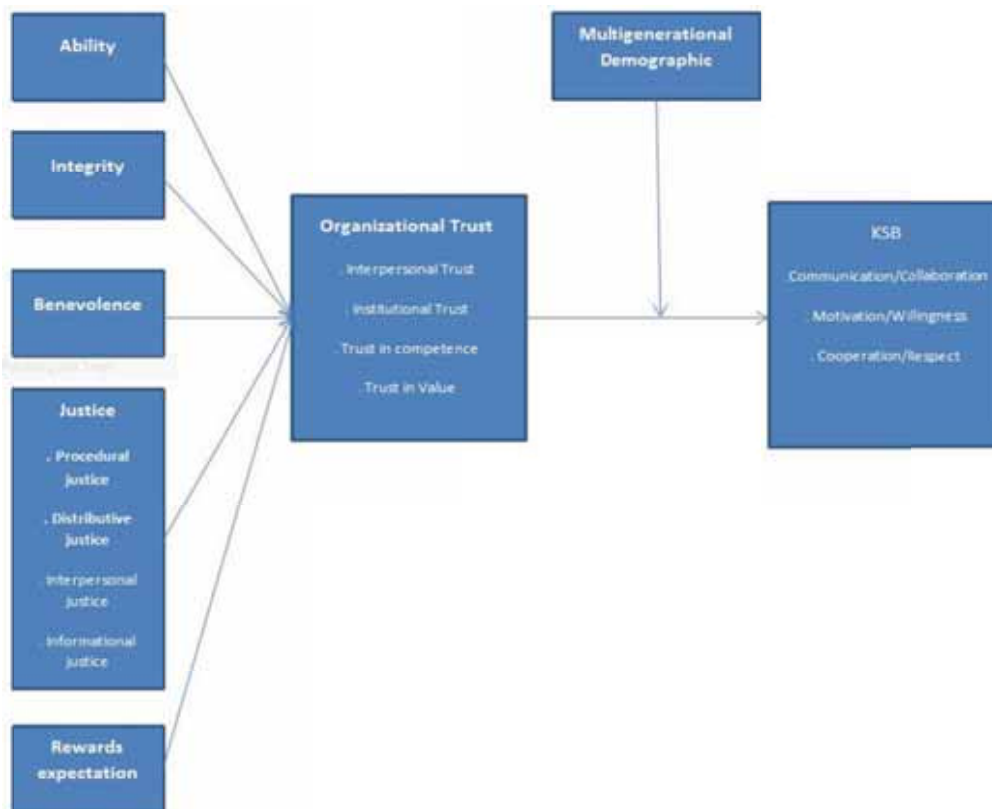 Ability
Integrity
Benevolence
Justice
. Procedural
justice
. Distributive
justice
. Interpersonal
justice
. Informational
justice
Rewards
expectation
Organizational Trust
. Interpersonal Trust
. Institutional Trust
. Trust in competence
. Trust in Value
Multigenerational
Demographic
KSB
. Communication/Collaboration
. Motivation/Willingness
. Cooperation/Respect